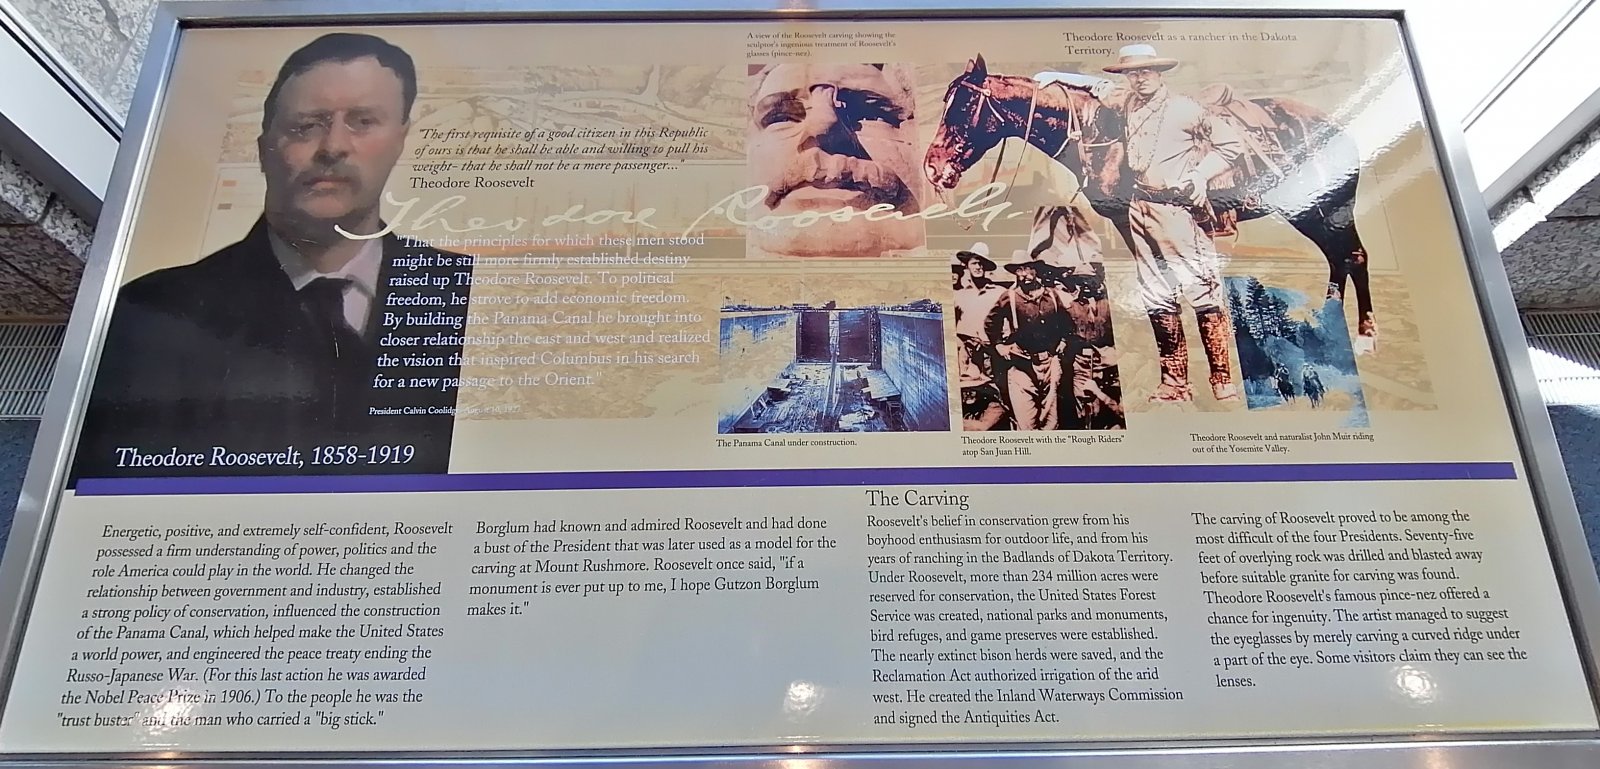 A view of the Roosevelt carving showing the
sculptor's ingenious treatment of Roosevelt's
glasses (pince-nez).
Theodore Roosevelt as a rancher in the Dakota
Territory.
"The first requisite of a good citizen in this Republic
of ours is that he shall be able and willing to pull his
weight– that he shall not be a mere passenger..."
Theodore Roosevelt
Theodore Roosevelt.
"That the principles for which these men stood
might be still more firmly established destiny
raised up Theodore Roosevelt. To political
freedom, he strove to add economic freedom.
By building the Panama Canal he brought into
closer relationship the east and west and realized
the vision that inspired Columbus in his search
for a new passage to the Orient."
President Calvin Coolidge August 10, 1927
The Panama Canal under construction.
Theodore Roosevelt with the "Rough Riders"
atop San Juan Hill.
Theodore Roosevelt and naturalist John Muir riding
out of the Yosemite Valley.
Theodore Roosevelt, 1858-1919
Energetic, positive, and extremely self-confident, Roosevelt
possessed a firm understanding of power, politics and the
role America could play in the world. He changed the
relationship between government and industry, established
a strong policy of conservation, influenced the construction
of the Panama Canal, which helped make the United States
a world power, and engineered the peace treaty ending the
Russo-Japanese War. (For this last action he was awarded
the Nobel Peace Prize in 1906.) To the people he was the
"trust buster" and the man who carried a "big stick."
Borglum had known and admired Roosevelt and had done
a bust of the President that was later used as a model for the
carving at Mount Rushmore. Roosevelt once said, "if a
monument is ever put up to me, I hope Gutzon Borglum
makes it."
The Carving
Roosevelt's belief in conservation grew from his
boyhood enthusiasm for outdoor life, and from his
years of ranching in the Badlands of Dakota Territory.
Under Roosevelt, more than 234 million acres were
reserved for conservation, the United States Forest
Service was created, national parks and monuments,
bird refuges, and game preserves were established.
The nearly extinct bison herds were saved, and the
Reclamation Act authorized irrigation of the arid
west. He created the Inland Waterways Commission
and signed the Antiquities Act.
The carving of Roosevelt proved to be among the
most difficult of the four Presidents. Seventy-five
feet of overlying rock was drilled and blasted away
before suitable granite for carving was found.
Theodore Roosevelt's famous pince-nez offered a
chance for ingenuity. The artist managed to suggest
the eyeglasses by merely carving a curved ridge under
a part of the eye. Some visitors claim they can see the
lenses.